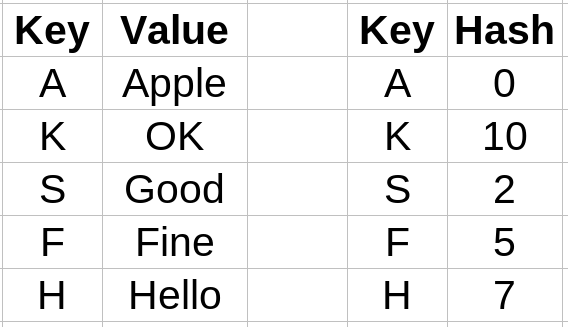 Key Value Key Hash
A Apple A 0
K OK K 10
S Good S 2
F Fine F 5
H Hello H 7